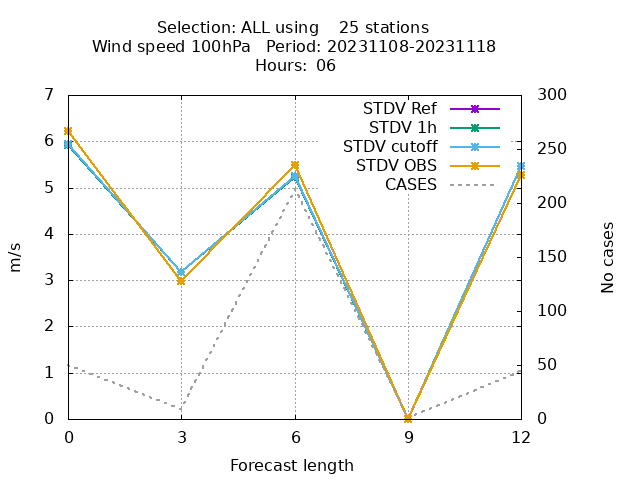 Selection: ALL using    25 stations
Wind speed 100hPa   Period: 20231108-20231118
Hours:  06
7 300
STDV Ref
STDV 1h
6 250
STDV cutoff
STDV OBS
5 200
CASES
4 150
m/s
No cases
3 100
2
1 50
0 0
0 3 6 9 12
Forecast length